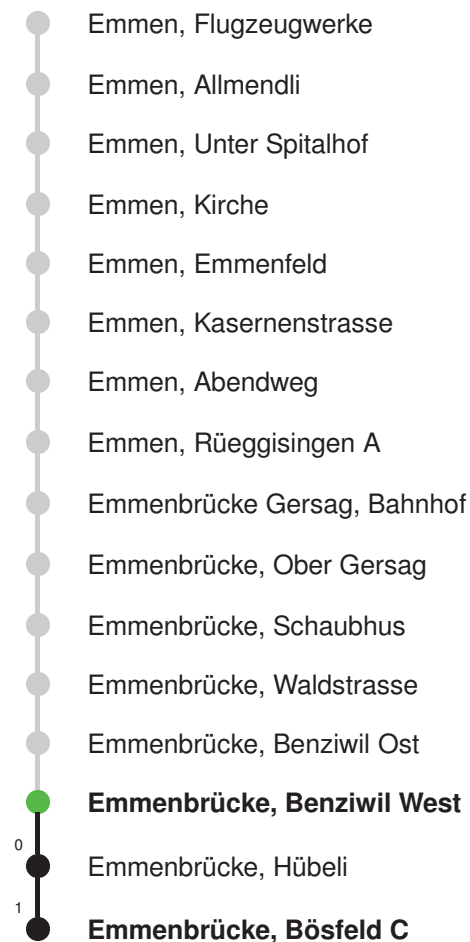 Emmen, Flugzeugwerke
Emmen, Allmendli
Emmen, Unter Spitalhof
Emmen, Kirche
Emmen, Emmenfeld
Emmen, Kasernenstrasse
Emmen, Abendweg
Emmen, Rüeggisingen A
Emmenbrücke Gersag, Bahnhof
Emmenbrücke, Ober Gersag
Emmenbrücke, Schaubhus
Emmenbrücke, Waldstrasse
Emmenbrücke, Benziwil Ost
Emmenbrücke, Benziwil West
0
Emmenbrücke, Hübeli
1
Emmenbrücke, Bösfeld C